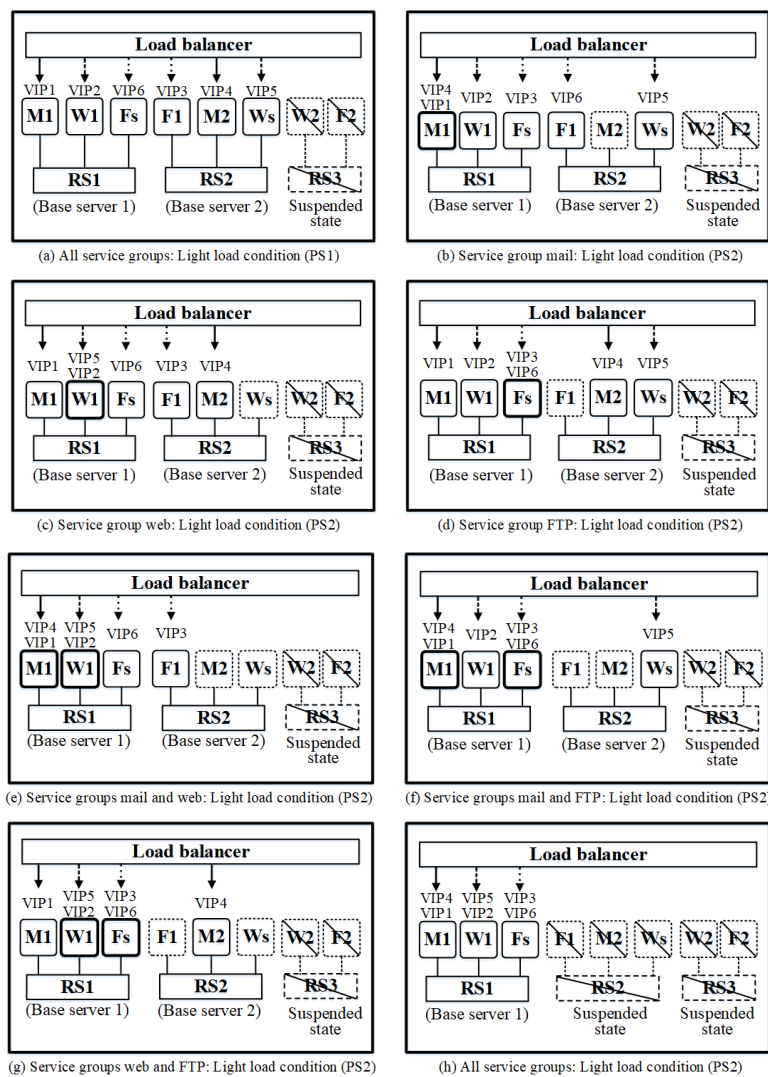 Load balancer
VIP1 VIP2 VIP6 VIP3 VIP4 VIP5
M1 W1 Fs F1 M2 Ws W2 F2
RS1 RS2 RS3
(Base server 1) (Base server 2) Suspended
state
(a) All service groups: Light load condition (PS1)
Load balancer
VIP4
VIP1 VIP2 VIP3 VIP6 VIP5
M1 W1 Fs F1 M2 Ws W2 F2
RS1 RS2 RS3
(Base server 1) (Base server 2) Suspended
state
(b) Service group mail: Light load condition (PS2)
Load balancer
VIP5
VIP1 VIP2 VIP6 VIP3 VIP4
M1 W1 Fs F1 M2 Ws W2 F2
RS1 RS2 RS3
(Base server 1) (Base server 2) Suspended
state
(c) Service group web: Light load condition (PS2)
Load balancer
VIP3
VIP1 VIP2 VIP6 VIP4 VIP5
M1 W1 Fs F1 M2 Ws W2 F2
RS1 RS2 RS3
(Base server 1) (Base server 2) Suspended
state
(d) Service group FTP: Light load condition (PS2)
Load balancer
VIP4 VIP5
VIP1 VIP2 VIP6 VIP3
M1 W1 Fs F1 M2 Ws W2 F2
RS1 RS2 RS3
(Base server 1) (Base server 2) Suspended
state
(e) Service groups mail and web: Light load condition (PS2)
Load balancer
VIP4 VIP3
VIP1 VIP2 VIP6 VIP5
M1 W1 Fs F1 M2 Ws W2 F2
RS1 RS2 RS3
(Base server 1) (Base server 2) Suspended
state
(f) Service groups mail and FTP: Light load condition (PS2)
Load balancer
VIP5 VIP3
VIP1 VIP2 VIP6 VIP4
M1 W1 Fs F1 M2 Ws W2 F2
RS1 RS2 RS3
(Base server 1) (Base server 2) Suspended
state
(g) Service groups web and FTP: Light load condition (PS2)
Load balancer
VIP4 VIP5 VIP3
VIP1 VIP2 VIP6
M1 W1 Fs F1 M2 Ws W2 F2
RS1 RS2 RS3
(Base server 1) Suspended Suspended
state state
(h) All service groups: Light load condition (PS2)